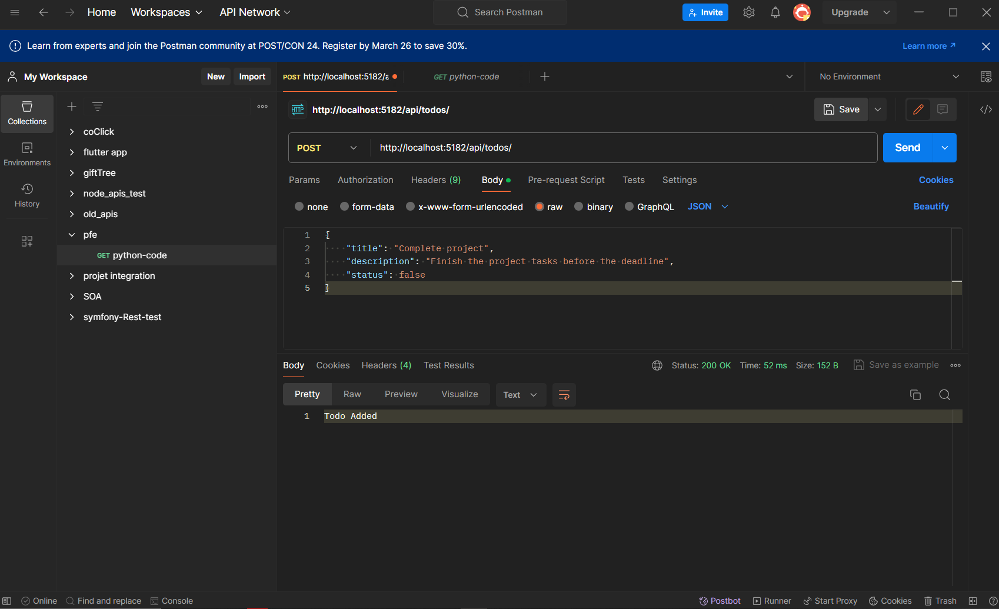 Home Workspaces API Network Search Postman Invite Upgrade
Learn from experts and join the Postman community at POST/CON 24. Register by March 26 to save 30%. Learn more
My Workspace New Import POST http://localhost:5182/a GET python-code No Environment
Collections
Environments
History
coClick
flutter app
giftTree
node_apis_test
old_apis
pfe
GET python-code
projet integration
SOA
symfony-Rest-test
HTTP http://localhost:5182/api/todos/ Save
POST http://localhost:5182/api/todos/ Send
Params Authorization Headers (9) Body Pre-request Script Tests Settings Cookies
none form-data x-www-form-urlencoded raw binary GraphQL JSON Beautify
1 {
2 "title": "Complete project",
3 "description": "Finish the project tasks before the deadline",
4 "status": false
5 }
Body Cookies Headers (4) Test Results Status: 200 OK Time: 52 ms Size: 152 B Save as example
Pretty Raw Preview Visualize Text
1 Todo Added
Online Find and replace Console Postbot Runner Start Proxy Cookies Trash